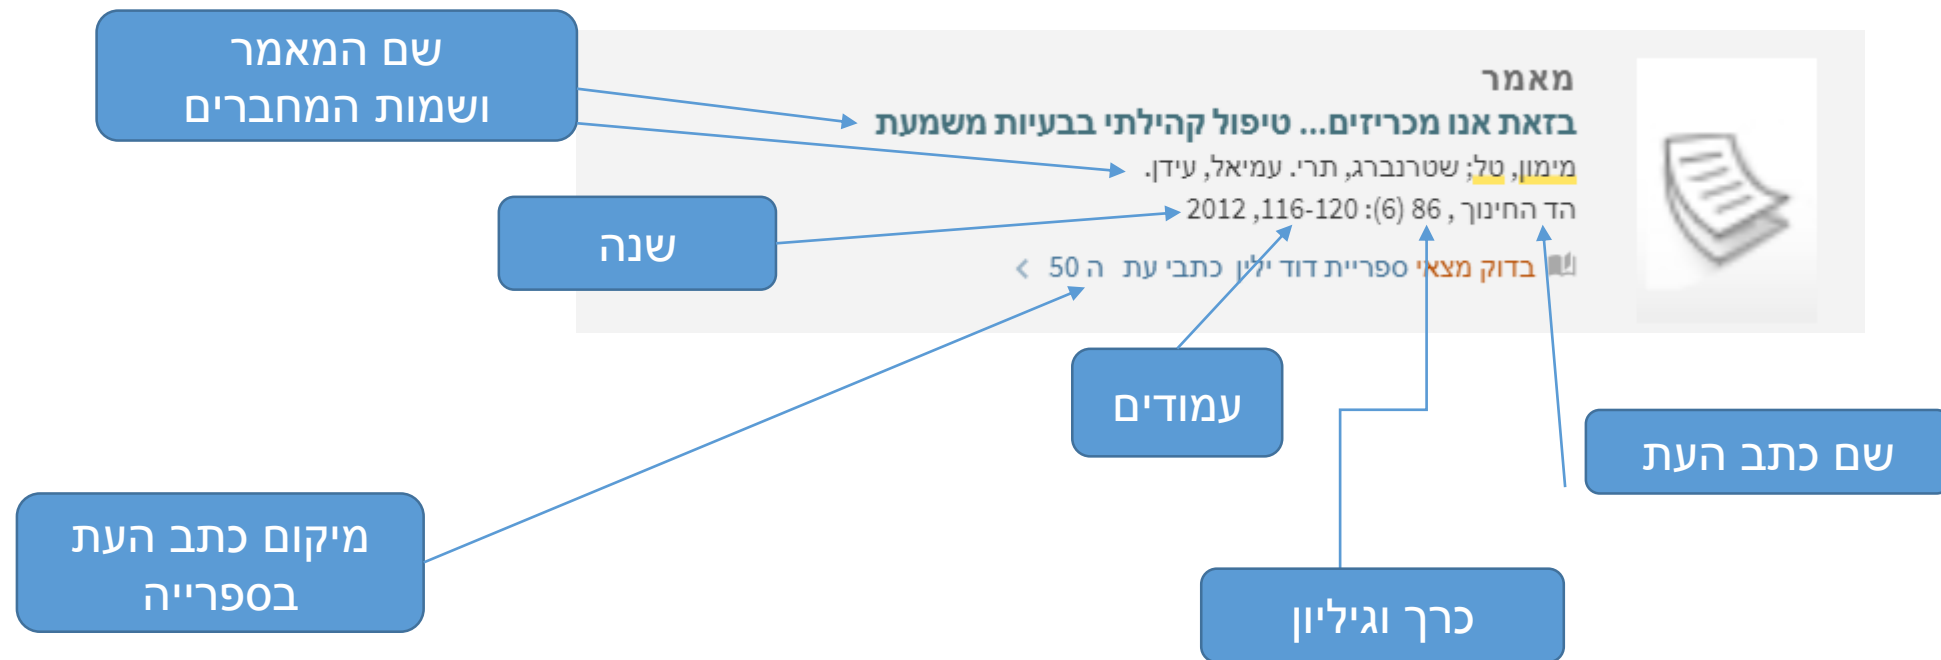 שם המאמר
ושמות המחברים
מאמר
בזאת אנו מכריזים... טיפול קהילתי בבעיות משמעת
מימון, טל; שטרנברג, תרי. עמיאל, עידן.
הד החינוך , 86 (6): 116-120, 2012
בדוק מצאי ספריית דוד ילין כתבי עת ה 50 >
שנה
עמודים
שם כתב העת
מיקום כתב העת
בספרייה
כרך וגיליון